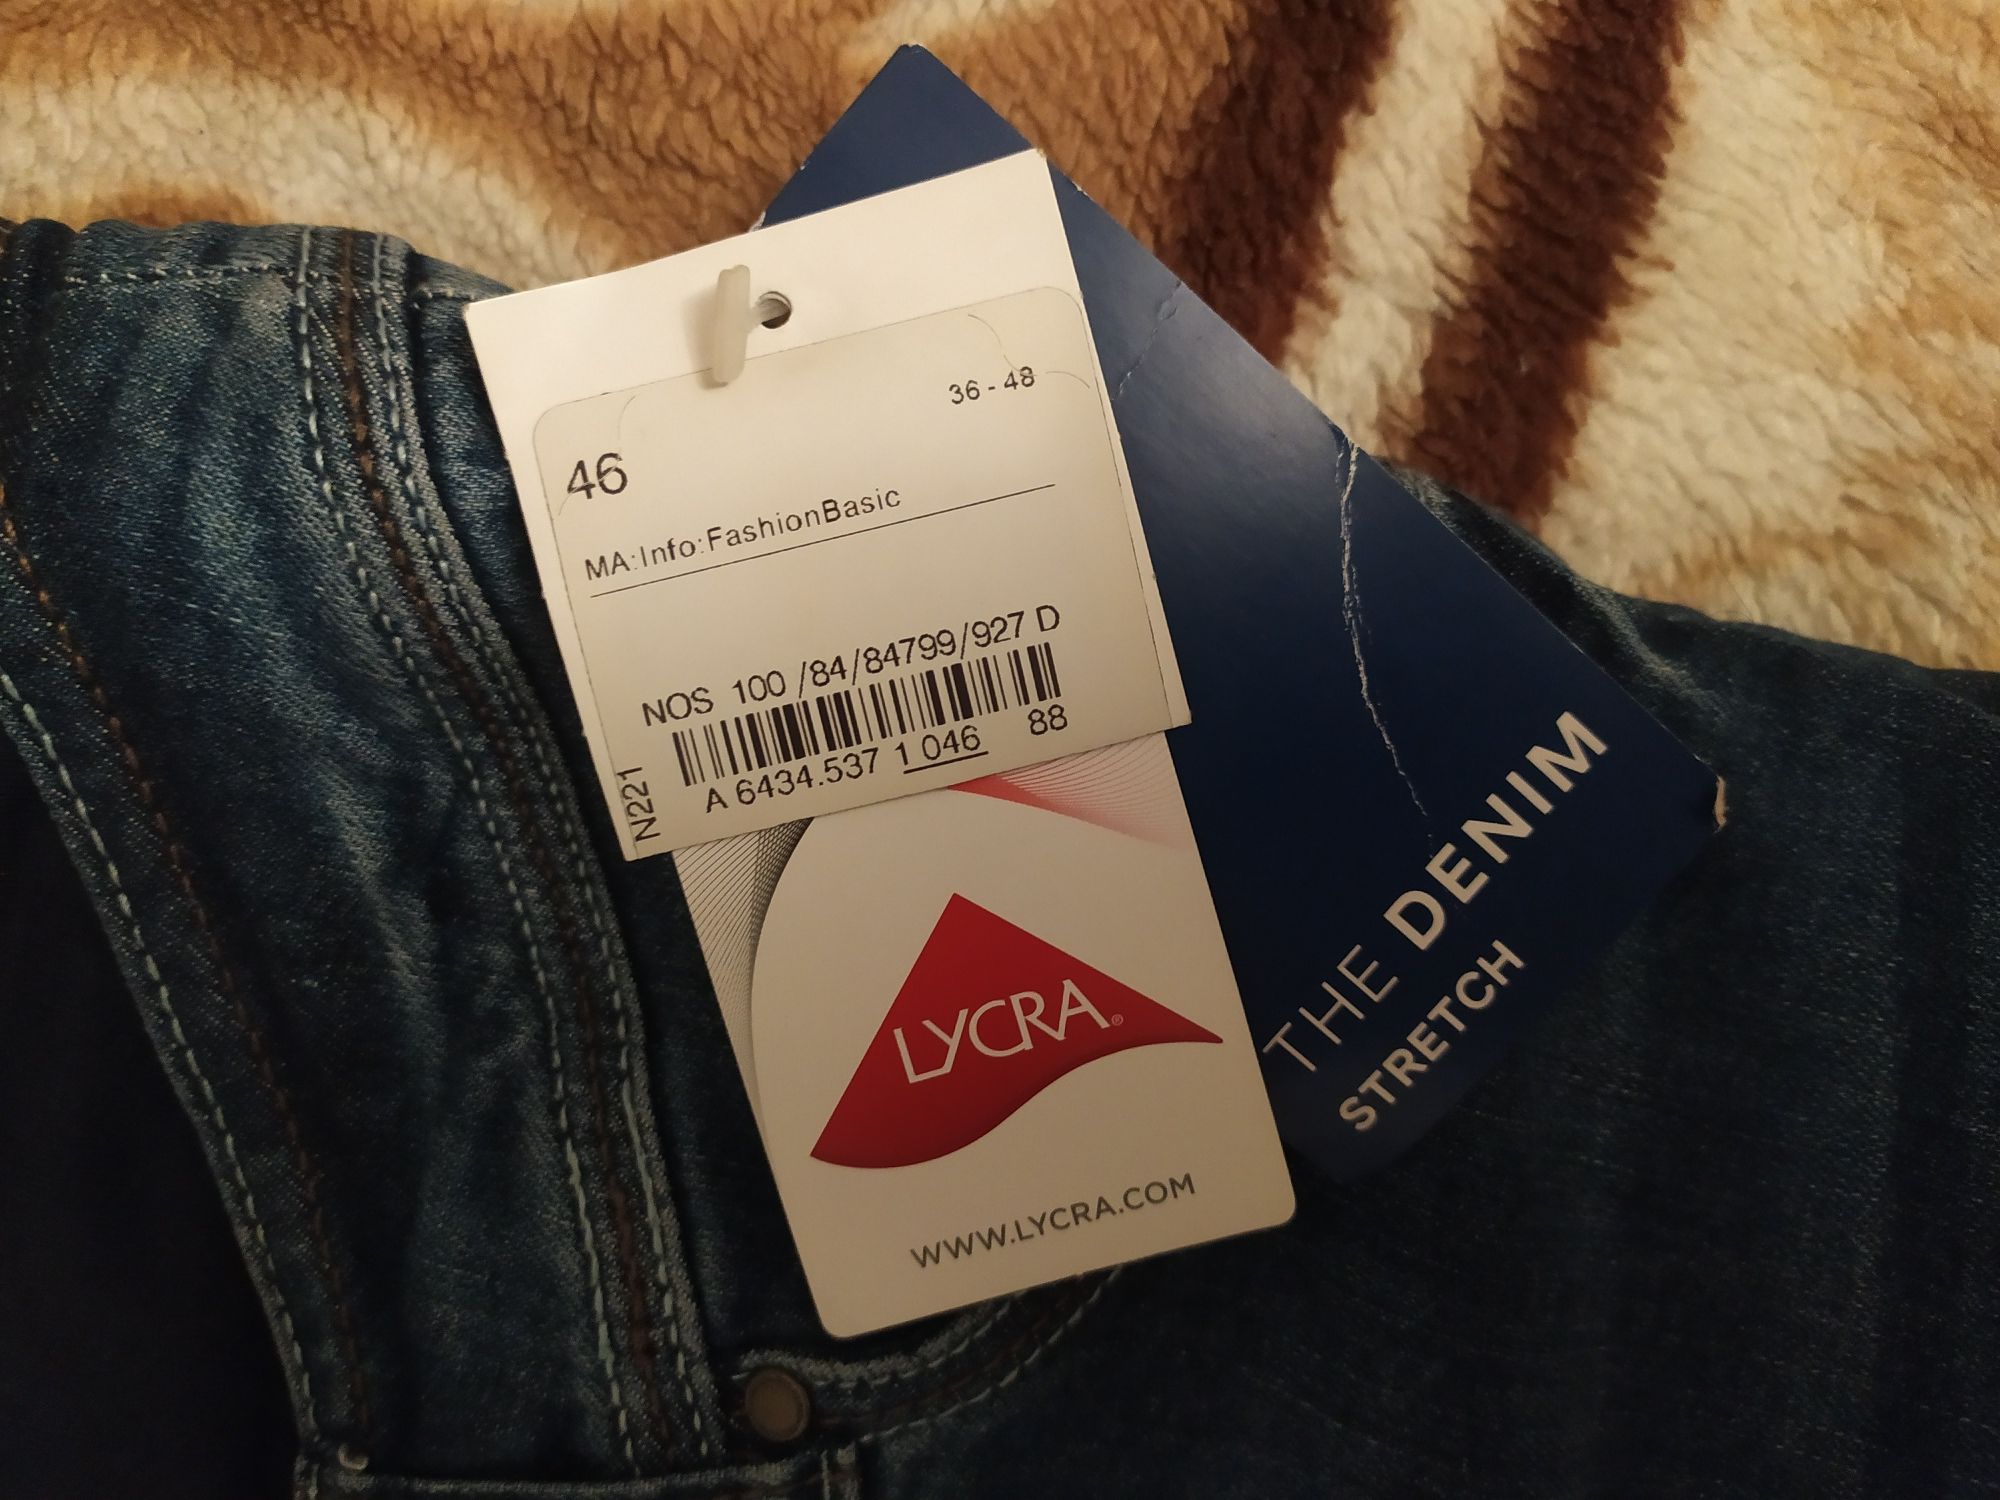 36 - 48
46
MA:Info:FashionBasic
NOS 100 /84/84799/927 D
A 6434.537 1 046 88
N221
LYCRA®
WWW.LYCRA.COM
THE DENIM
STRETCH